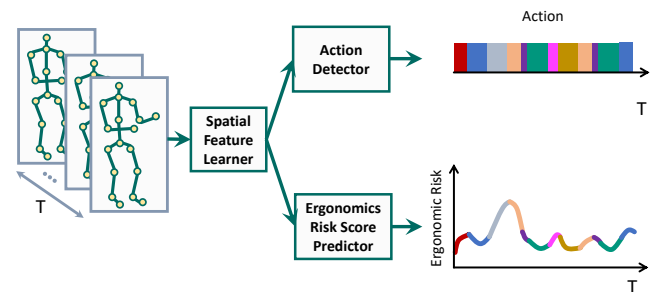 Action
Action
Detector
T
Spatial
Feature
Learner
T
Ergonomics
Risk Score
Predictor
Ergonomic Risk
T